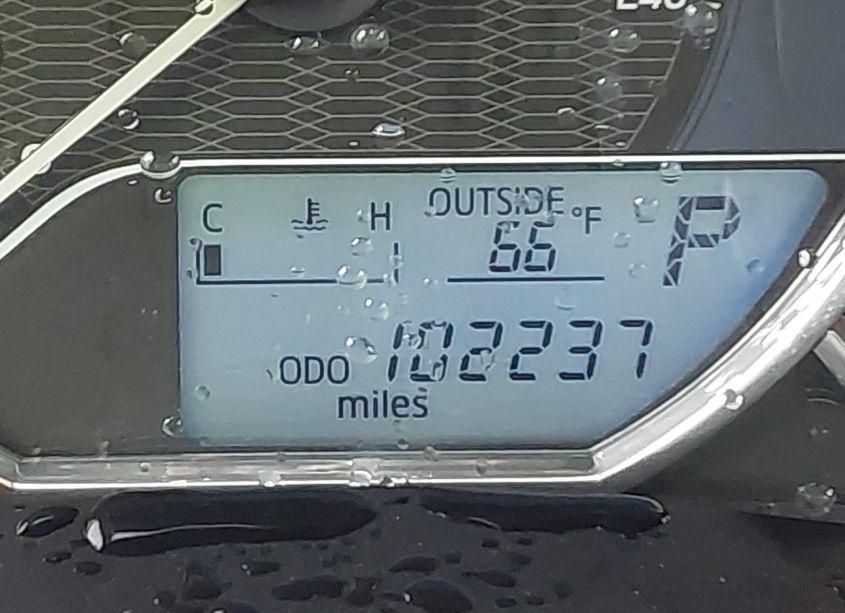 C H
OUTSIDE °F
66
P
ODO 102237
miles